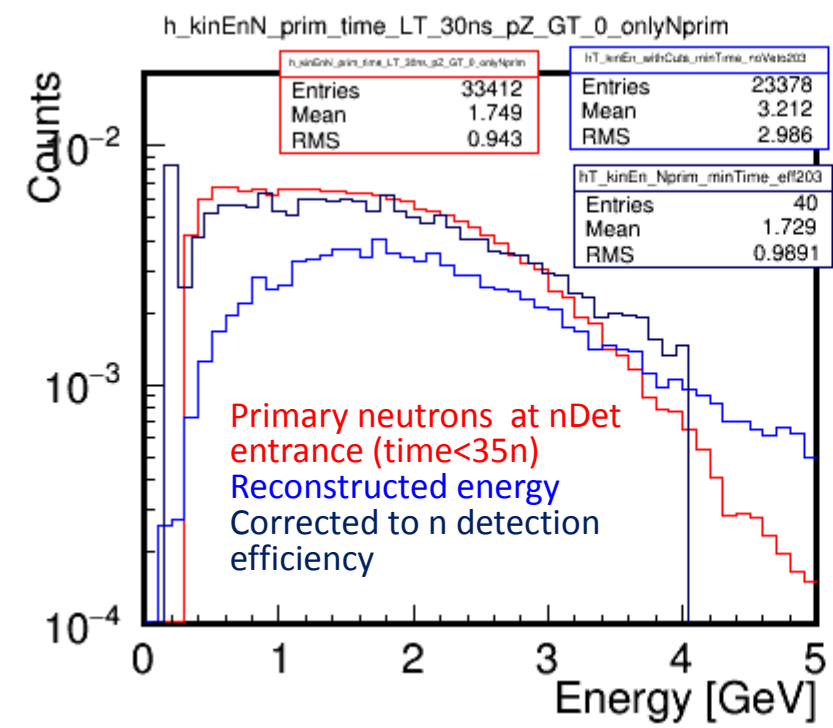 h_kinEnN_prim_time_LT_30ns_pZ_GT_0_onlyNprim
h_kinEnN_prim_time_LT_30ns_pZ_GT_0_onlyNprim
Entries 33412
Mean 1.749
RMS 0.943
hT_kinEn_withCuts_minTime_noVeto203
Entries 23378
Mean 3.212
RMS 2.986
hT_kinEn_Nprim_minTime_eff203
Entries 40
Mean 1.729
RMS 0.9891
Counts
10⁻²
10⁻³
10⁻⁴
Primary neutrons at nDet
entrance (time<35n)
Reconstructed energy
Corrected to n detection
efficiency
0 1 2 3 4 5
Energy [GeV]